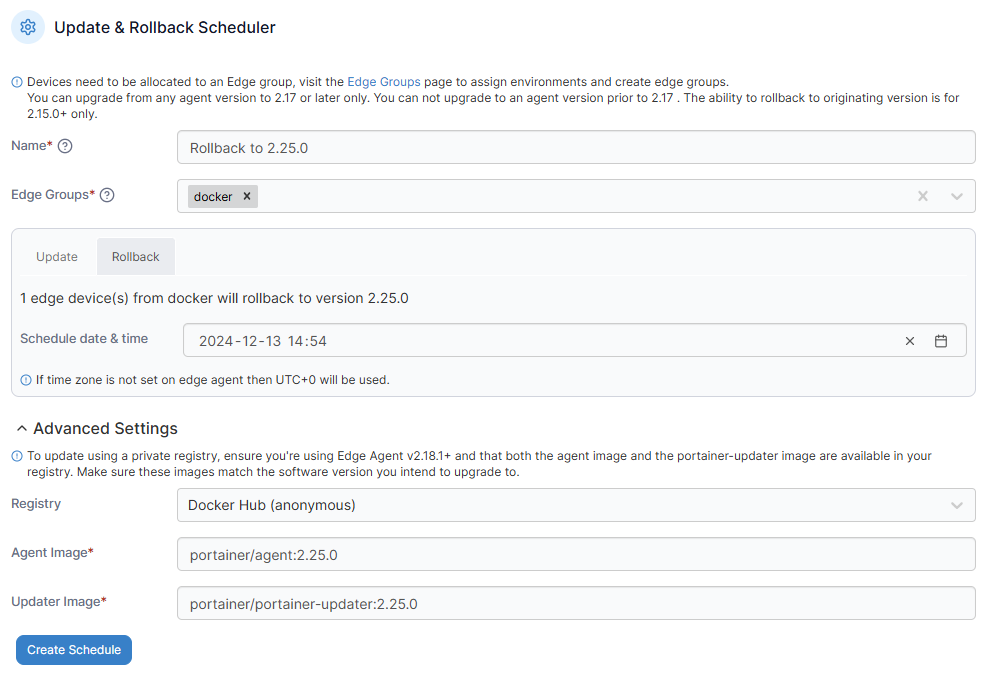 Update & Rollback Scheduler
Devices need to be allocated to an Edge group, visit the Edge Groups page to assign environments and create edge groups.
You can upgrade from any agent version to 2.17 or later only. You can not upgrade to an agent version prior to 2.17 . The ability to rollback to originating version is for
2.15.0+ only.
Name*
Rollback to 2.25.0
Edge Groups*
docker
Update
Rollback
1 edge device(s) from docker will rollback to version 2.25.0
Schedule date & time
2024-12-13 14:54
If time zone is not set on edge agent then UTC+0 will be used.
Advanced Settings
To update using a private registry, ensure you're using Edge Agent v2.18.1+ and that both the agent image and the portainer-updater image are available in your
registry. Make sure these images match the software version you intend to upgrade to.
Registry
Docker Hub (anonymous)
Agent Image*
portainer/agent:2.25.0
Updater Image*
portainer/portainer-updater:2.25.0
Create Schedule